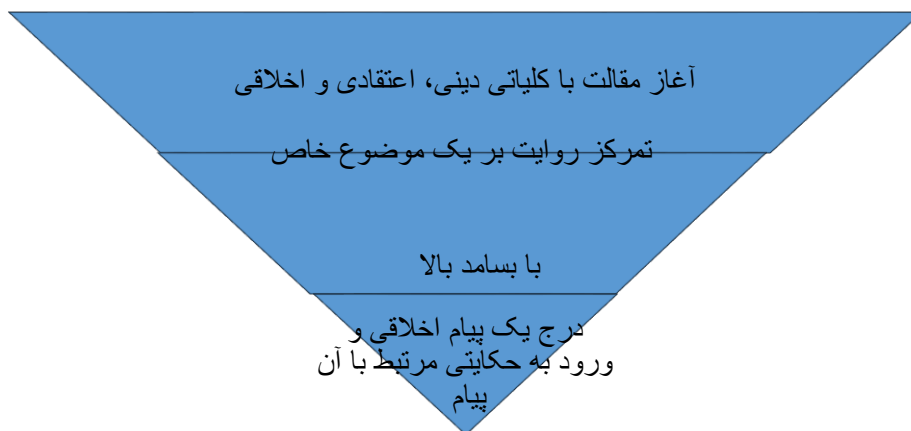 آغاز مقالت با کلیاتی دینی، اعتقادی و اخلاقی
تمرکز روایت بر یک موضوع خاص
با بسامد بالا
درج یک پیام اخلاقی و
ورود به حکایتی مرتبط با آن
پیام